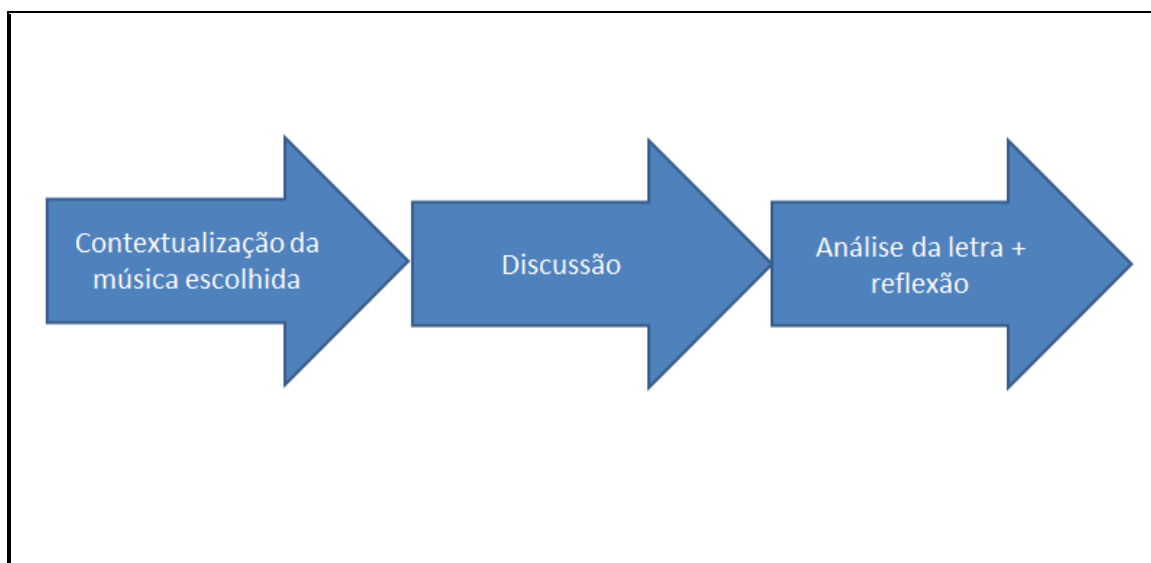 Contextualização da
música escolhida
Discussão
Análise da letra +
reflexão